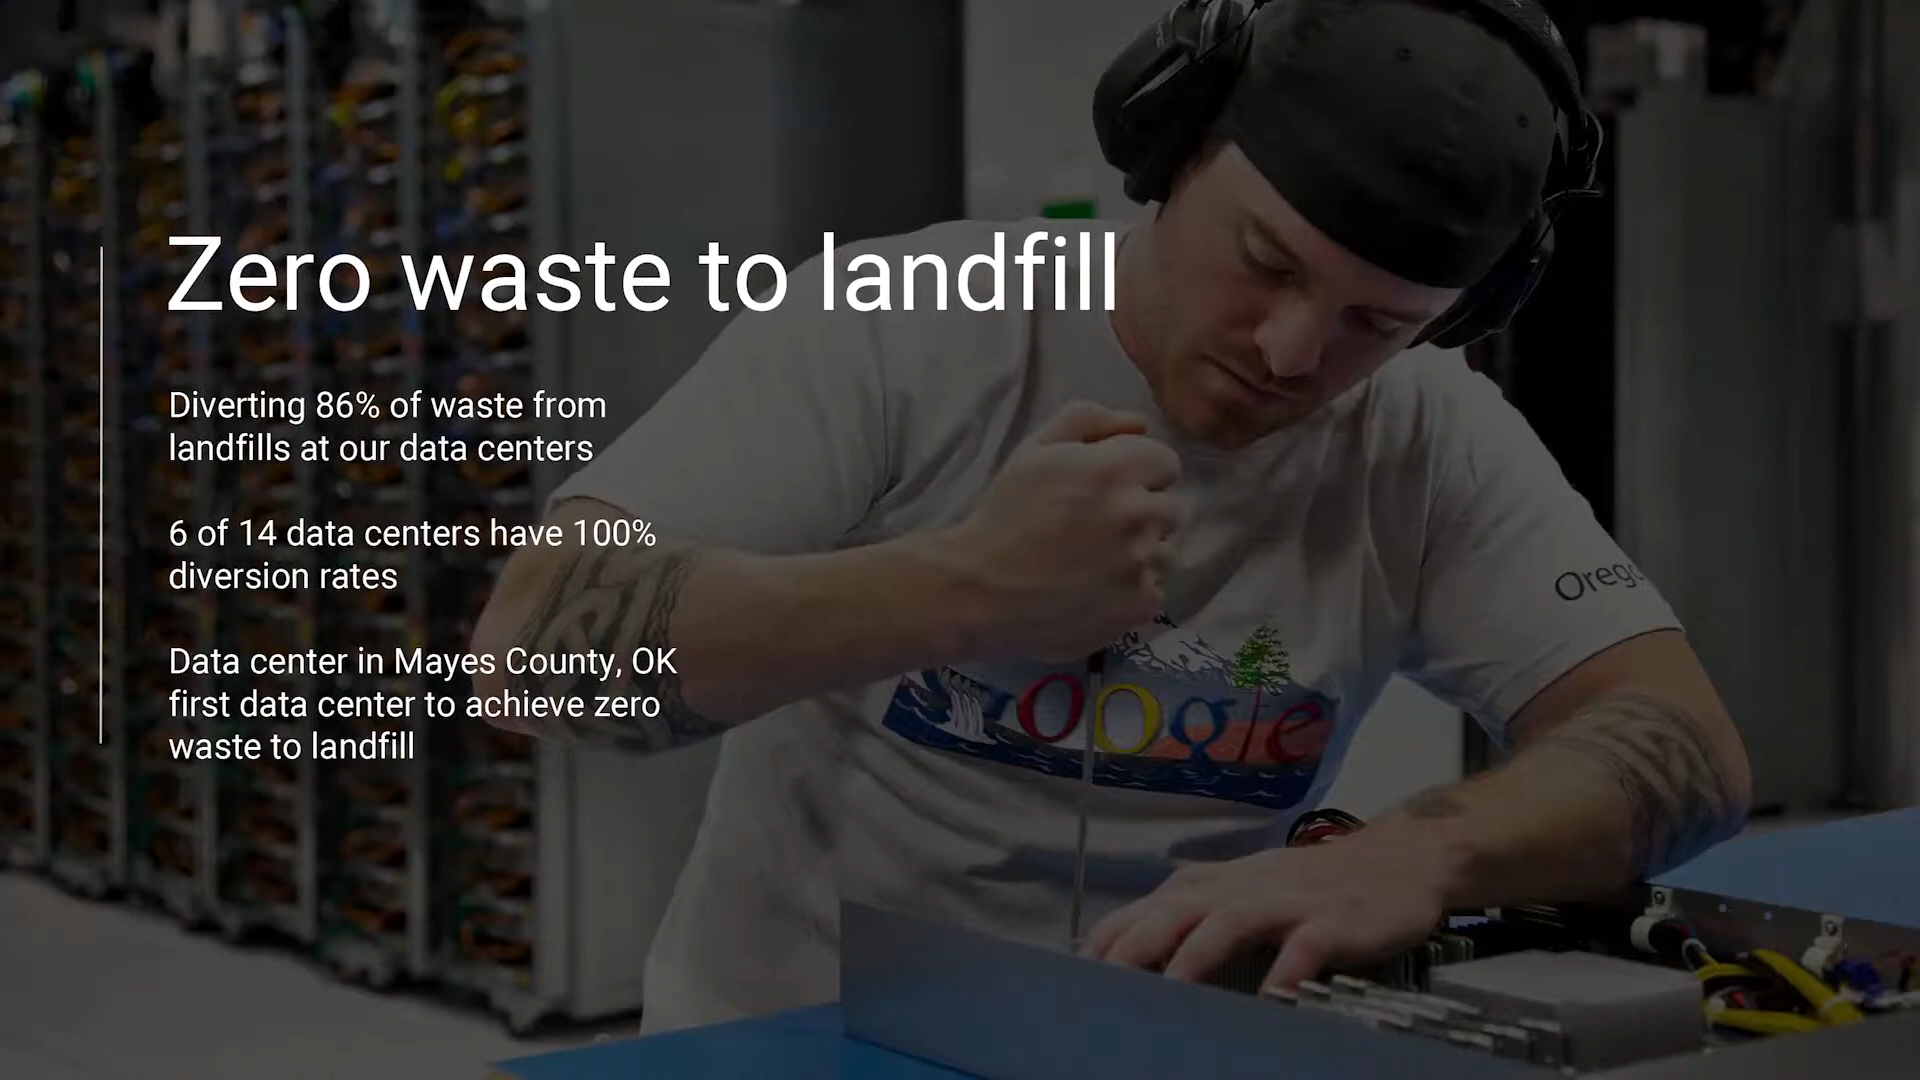 Zero waste to landfill
Diverting 86% of waste from
landfills at our data centers
6 of 14 data centers have 100%
diversion rates
Data center in Mayes County, OK
first data center to achieve zero
waste to landfill
Google